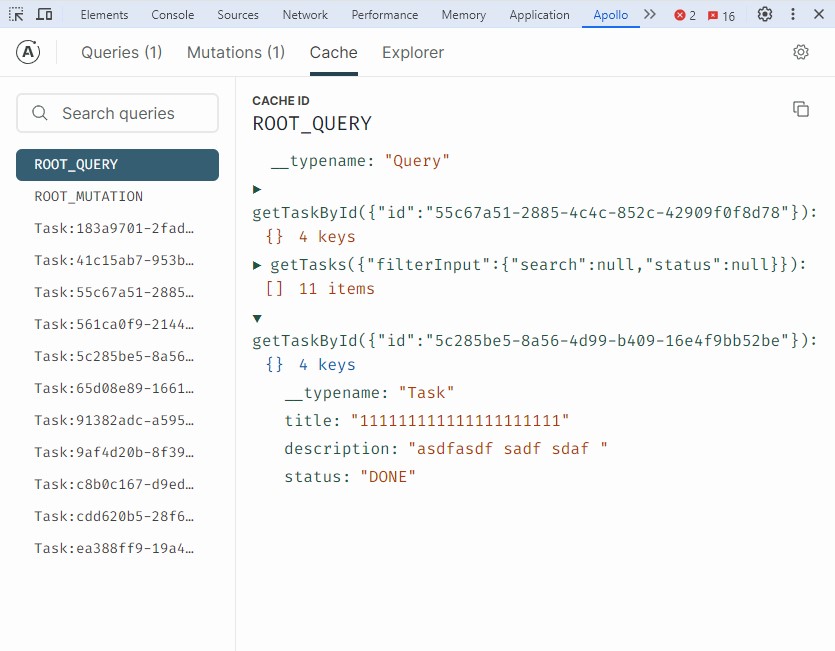 Elements Console Sources Network Performance Memory Application Apollo 2 16
A Queries (1) Mutations (1) Cache Explorer
Search queries
ROOT_QUERY
ROOT_MUTATION
Task:183a9701-2fad…
Task:41c15ab7-953b…
Task:55c67a51-2885…
Task:561ca0f9-2144…
Task:5c285be5-8a56…
Task:65d08e89-1661…
Task:91382adc-a595…
Task:9af4d20b-8f39…
Task:c8b0c167-d9ed…
Task:cdd620b5-28f6…
Task:ea388ff9-19a4…
CACHE ID
ROOT_QUERY
__typename: "Query"
getTaskById({"id":"55c67a51-2885-4c4c-852c-42909f0f8d78"}):
{} 4 keys
getTasks({"filterInput":{"search":null,"status":null}}):
[] 11 items
getTaskById({"id":"5c285be5-8a56-4d99-b409-16e4f9bb52be"}):
{} 4 keys
__typename: "Task"
title: "111111111111111111111"
description: "asdfasdf sadf sdaf "
status: "DONE"